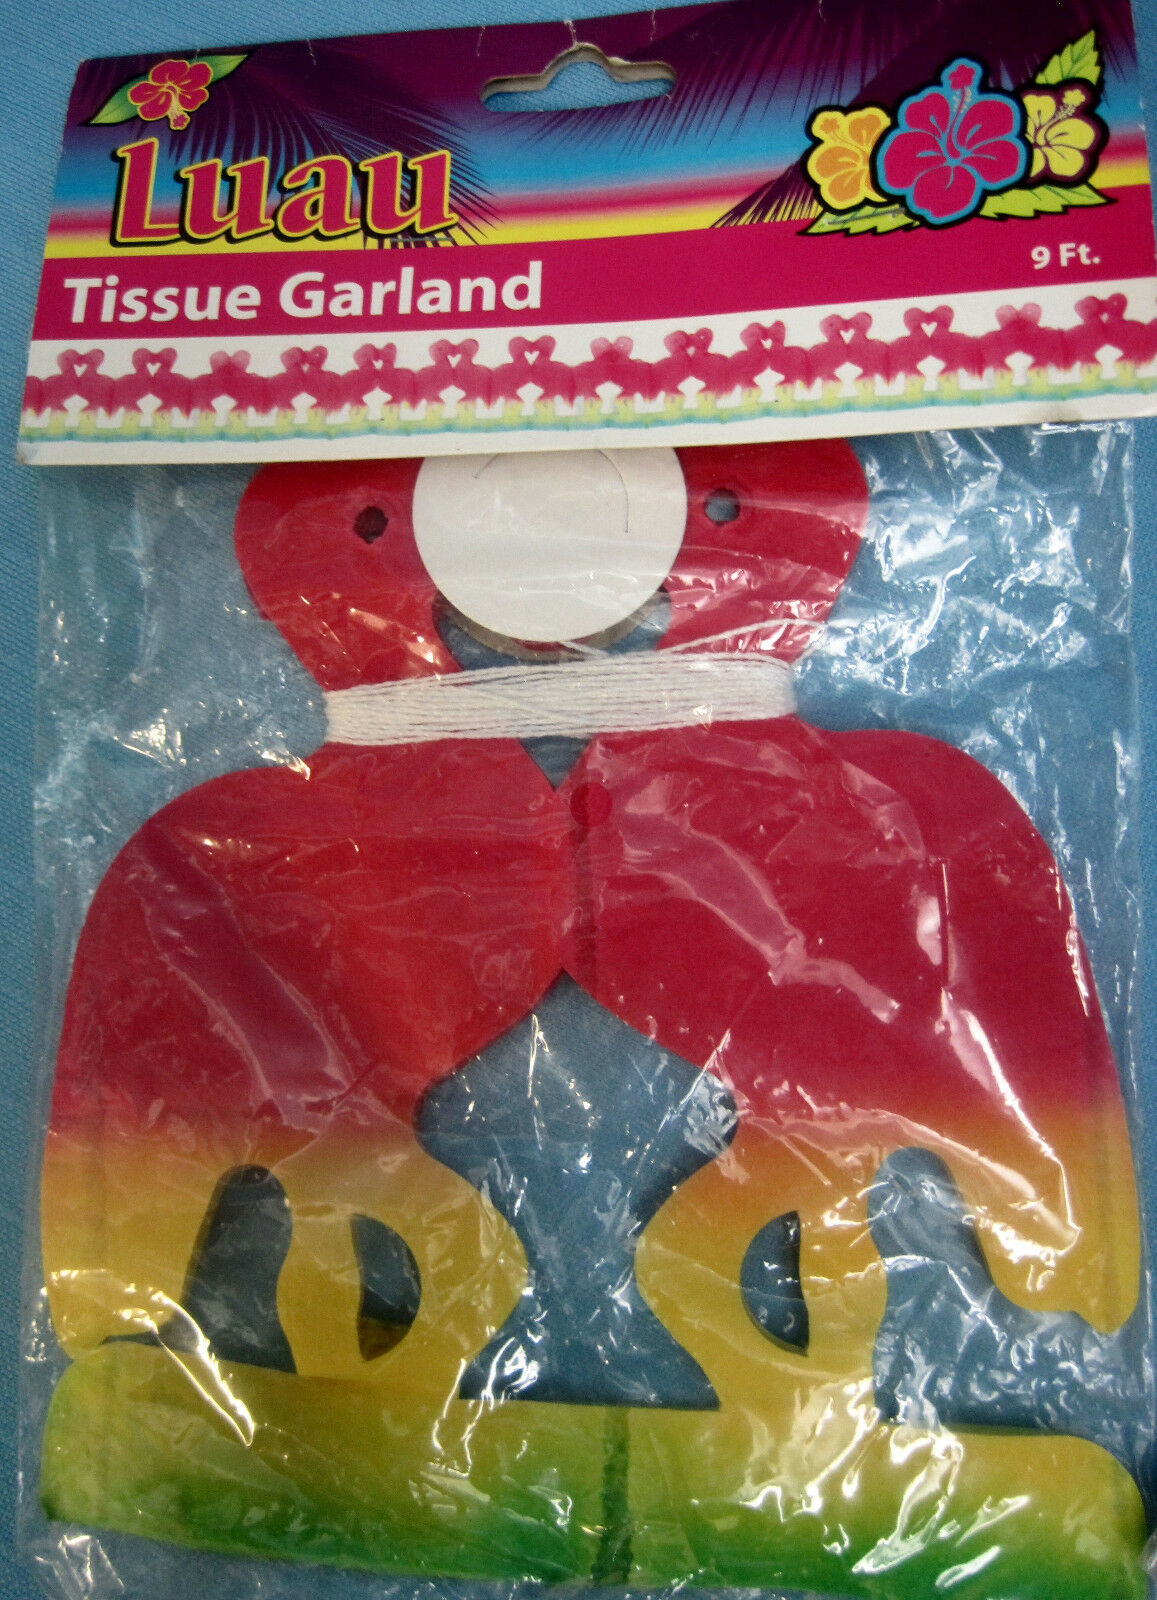 Luau
Tissue Garland
9 Ft.